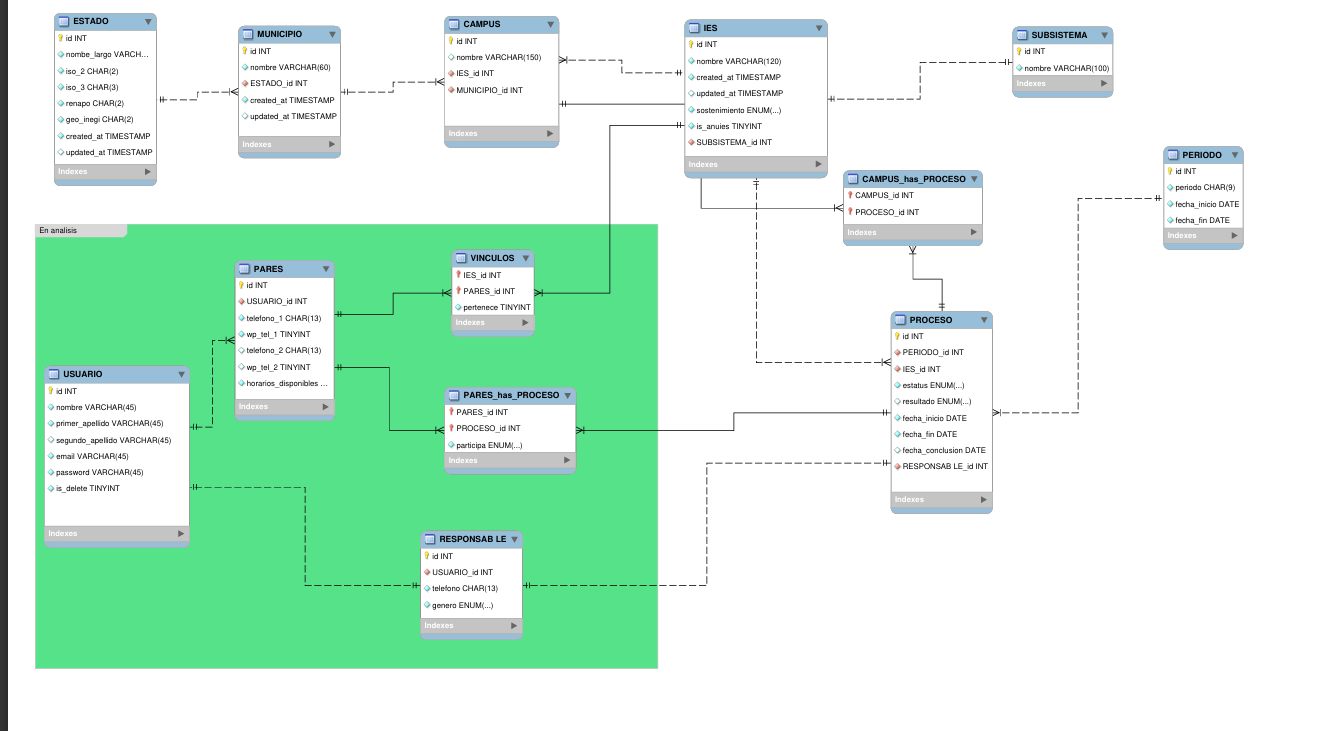 ESTADO
id INT
nombe_largo VARCH...
iso_2 CHAR(2)
iso_3 CHAR(3)
renapo CHAR(2)
geo_inegi CHAR(2)
created_at TIMESTAMP
updated_at TIMESTAMP
Indexes
MUNICIPIO
id INT
nombre VARCHAR(60)
ESTADO_id INT
created_at TIMESTAMP
updated_at TIMESTAMP
Indexes
CAMPUS
id INT
nombre VARCHAR(150)
IES_id INT
MUNICIPIO_id INT
Indexes
IES
id INT
nombre VARCHAR(120)
created_at TIMESTAMP
updated_at TIMESTAMP
sostenimiento ENUM(...)
is_anuies TINYINT
SUBSISTEMA_id INT
Indexes
SUBSISTEMA
id INT
nombre VARCHAR(100)
Indexes
PERIODO
id INT
periodo CHAR(9)
fecha_inicio DATE
fecha_fin DATE
Indexes
CAMPUS_has_PROCESO
CAMPUS_id INT
PROCESO_id INT
Indexes
En analisis
PARES
id INT
USUARIO_id INT
telefono_1 CHAR(13)
wp_tel_1 TINYINT
telefono_2 CHAR(13)
wp_tel_2 TINYINT
horarios_disponibles ...
Indexes
VINCULOS
IES_id INT
PARES_id INT
pertenece TINYINT
Indexes
PROCESO
id INT
PERIODO_id INT
IES_id INT
estatus ENUM(...)
resultado ENUM(...)
fecha_inicio DATE
fecha_fin DATE
fecha_conclusion DATE
RESPONSAB LE_id INT
Indexes
USUARIO
id INT
nombre VARCHAR(45)
primer_apellido VARCHAR(45)
segundo_apellido VARCHAR(45)
email VARCHAR(45)
password VARCHAR(45)
is_delete TINYINT
Indexes
PARES_has_PROCESO
PARES_id INT
PROCESO_id INT
participa ENUM(...)
Indexes
RESPONSAB LE
id INT
USUARIO_id INT
telefono CHAR(13)
genero ENUM(...)
Indexes